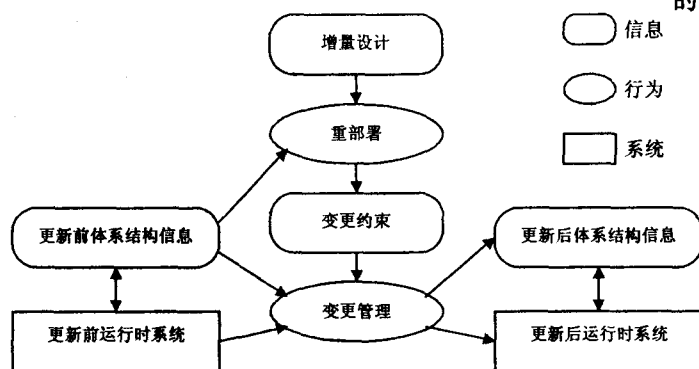 的
增量设计
信息
行为
重部署
系统
更新前体系结构信息
变更约束
更新后体系结构信息
更新前运行时系统
变更管理
更新后运行时系统